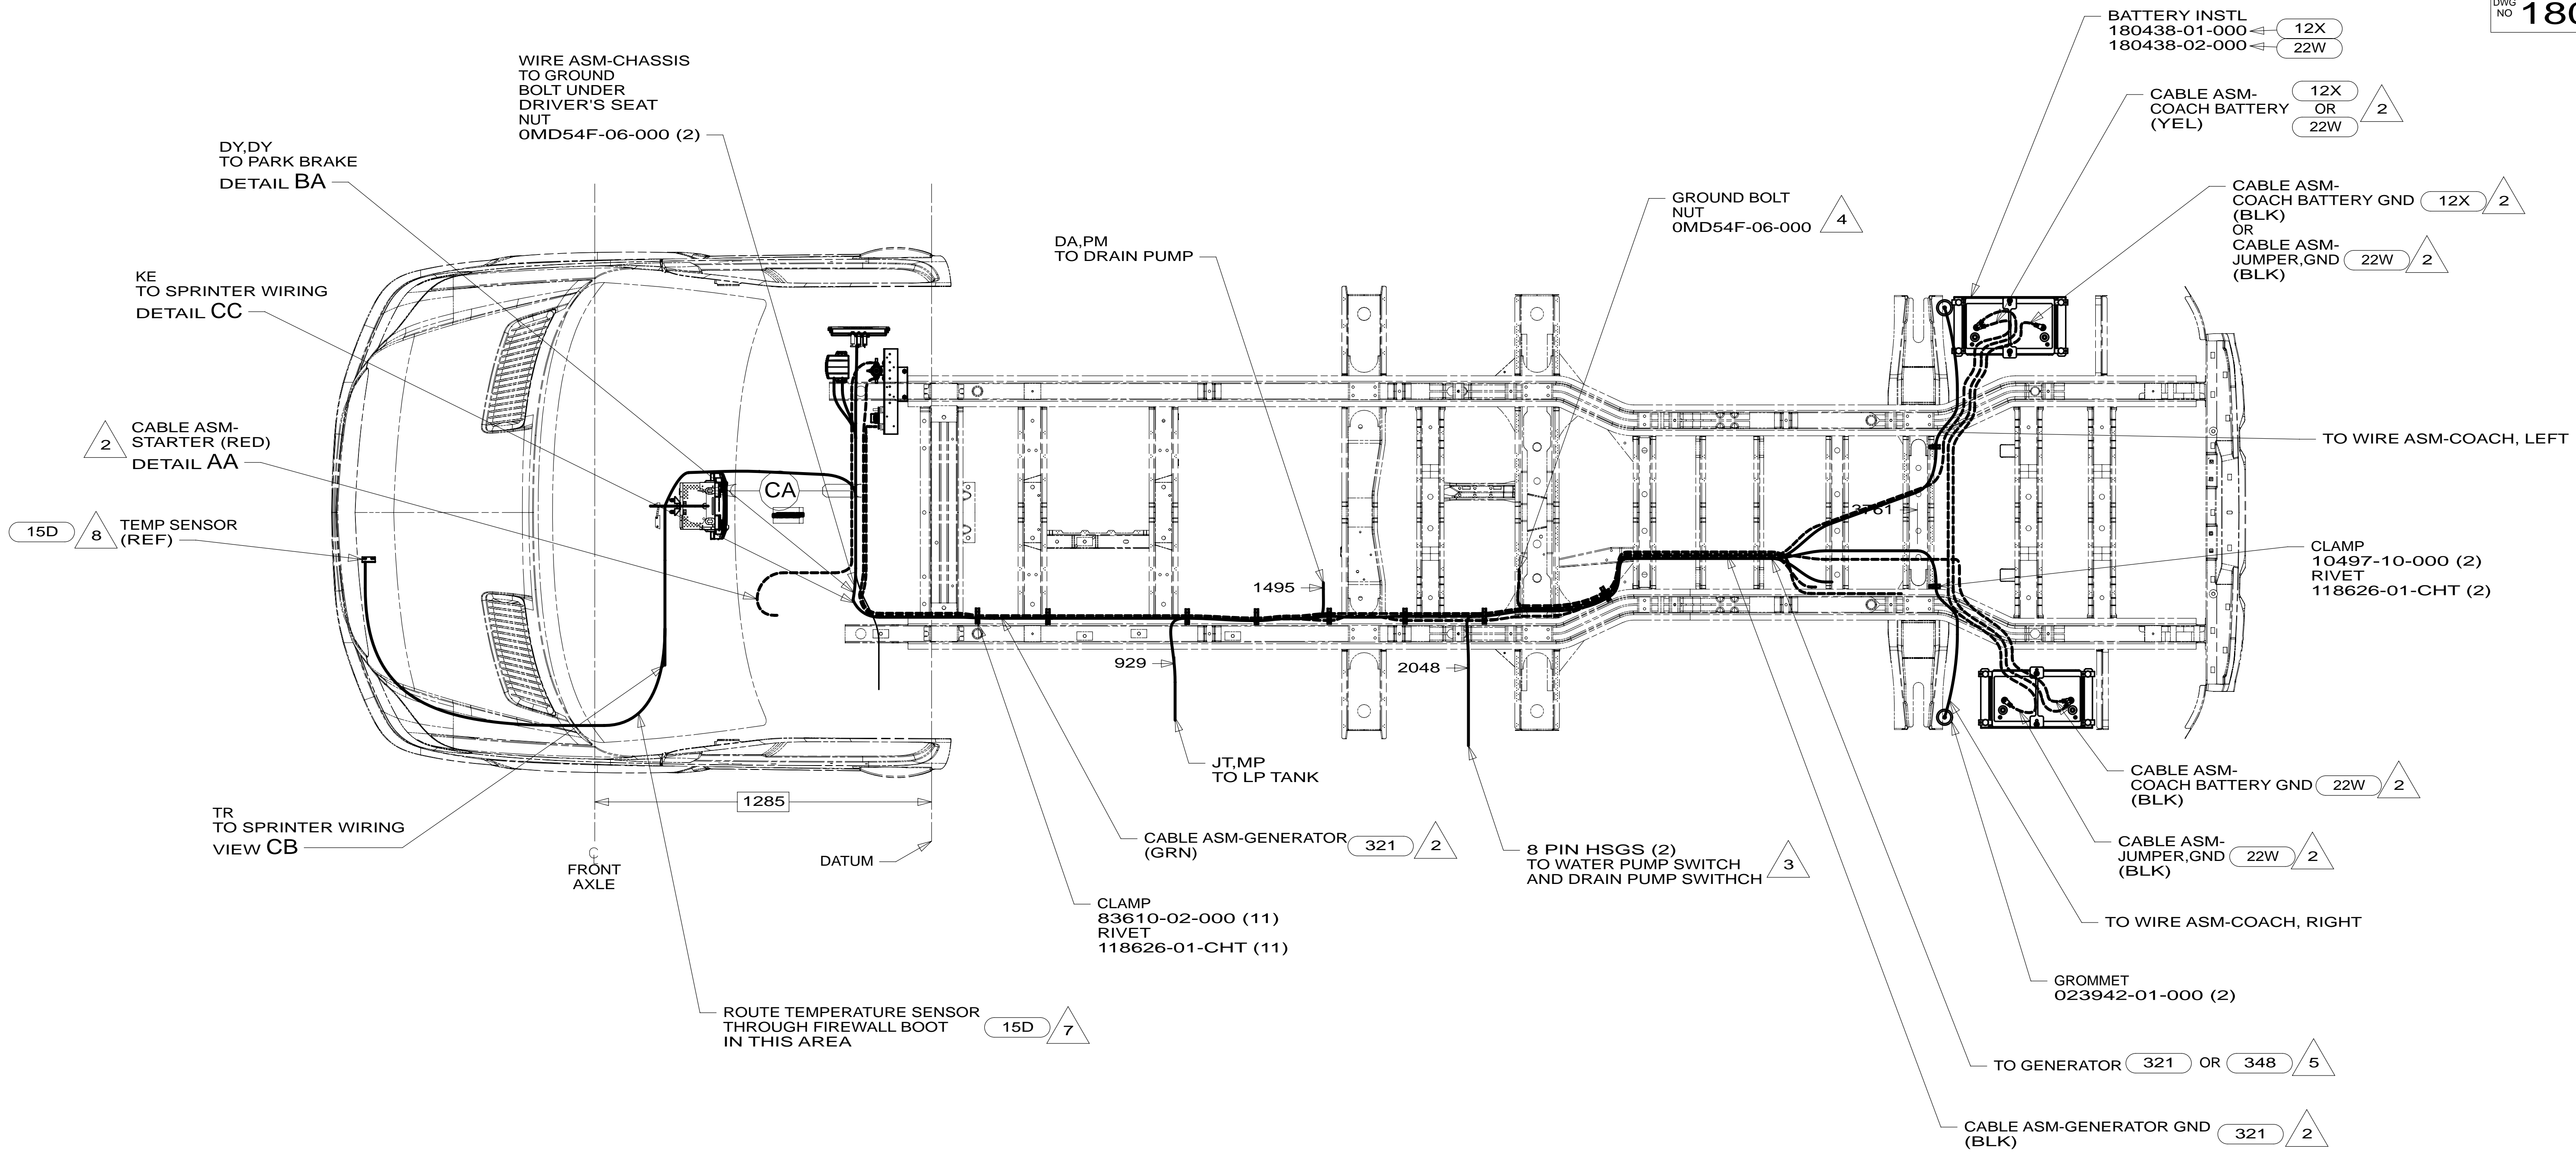 DWG
NO 180
BATTERY INSTL
180438-01-000 12X
180438-02-000 22W
CABLE ASM-
COACH BATTERY
(YEL)
12X
OR
22W
2
CABLE ASM-
COACH BATTERY GND 12X 2
(BLK)
OR
CABLE ASM-
JUMPER,GND 22W 2
(BLK)
WIRE ASM-CHASSIS
TO GROUND
BOLT UNDER
DRIVER'S SEAT
NUT
0MD54F-06-000 (2)
DY,DY
TO PARK BRAKE
DETAIL BA
KE
TO SPRINTER WIRING
DETAIL CC
2
CABLE ASM-
STARTER (RED)
DETAIL AA
15D 8
TEMP SENSOR
(REF)
GROUND BOLT
NUT
0MD54F-06-000
4
DA,PM
TO DRAIN PUMP
CA
1495
929
2048
3761
TO WIRE ASM-COACH, LEFT
CLAMP
10497-10-000 (2)
RIVET
118626-01-CHT (2)
TR
TO SPRINTER WIRING
VIEW CB
1285
C
FRONT
AXLE
DATUM
JT,MP
TO LP TANK
CABLE ASM-GENERATOR 321 2
(GRN)
8 PIN HSGS (2)
TO WATER PUMP SWITCH
AND DRAIN PUMP SWITHCH
3
CLAMP
83610-02-000 (11)
RIVET
118626-01-CHT (11)
ROUTE TEMPERATURE SENSOR
THROUGH FIREWALL BOOT
IN THIS AREA
15D 7
CABLE ASM-
COACH BATTERY GND 22W 2
(BLK)
CABLE ASM-
JUMPER,GND 22W 2
(BLK)
TO WIRE ASM-COACH, RIGHT
GROMMET
023942-01-000 (2)
TO GENERATOR 321 OR 348 5
CABLE ASM-GENERATOR GND 321 2
(BLK)